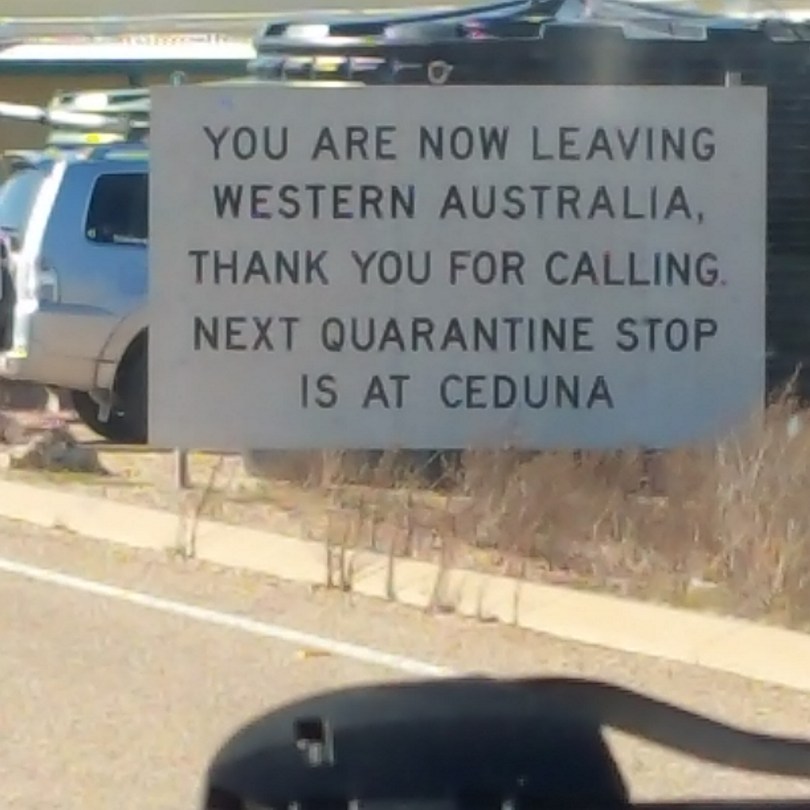 YOU ARE NOW LEAVING
WESTERN AUSTRALIA,
THANK YOU FOR CALLING.
NEXT QUARANTINE STOP
IS AT CEDUNA